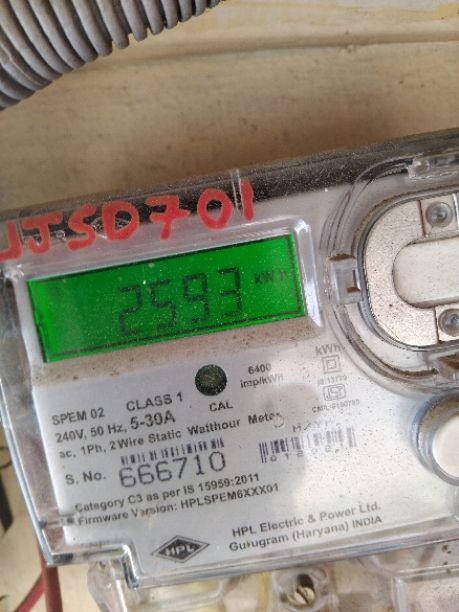 JJSD701
2593 kWh
6400
imp/kWh
kWh
SPEM 02 CLASS 1
CAL
240V, 50 Hz, 5-30A
ac. 1Ph, 2 Wire Static Watthour Meter
S. No. 666710
Category C3 as per IS 15959:2011
Firmware Version: HPLSPEM6XXX01
HPL
HPL Electric & Power Ltd.
Gurugram (Haryana) INDIA